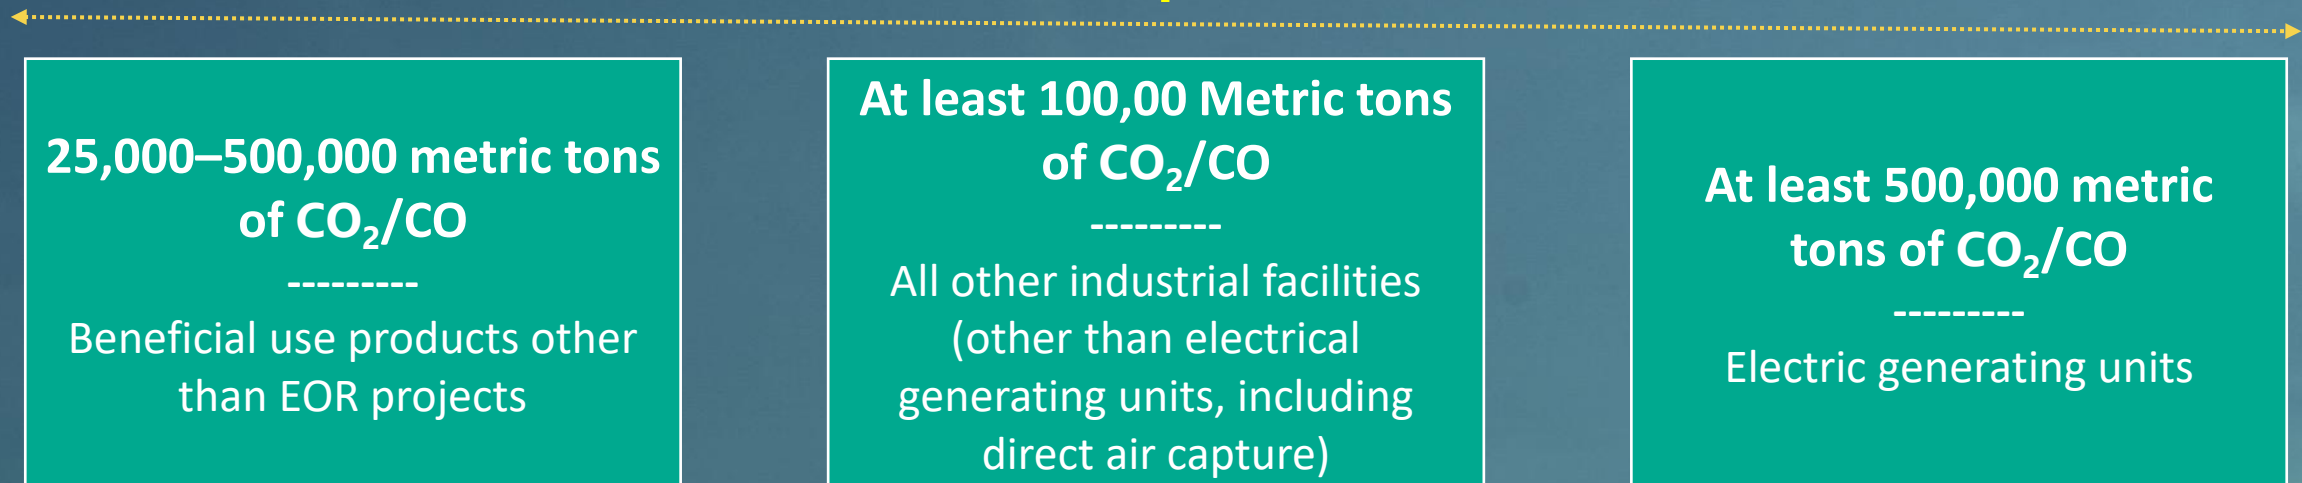 25,000–500,000 metric tons
of CO₂/CO
---------
Beneficial use products other
than EOR projects
At least 100,00 Metric tons
of CO₂/CO
---------
All other industrial facilities
(other than electrical
generating units, including
direct air capture)
At least 500,000 metric
tons of CO₂/CO
---------
Electric generating units